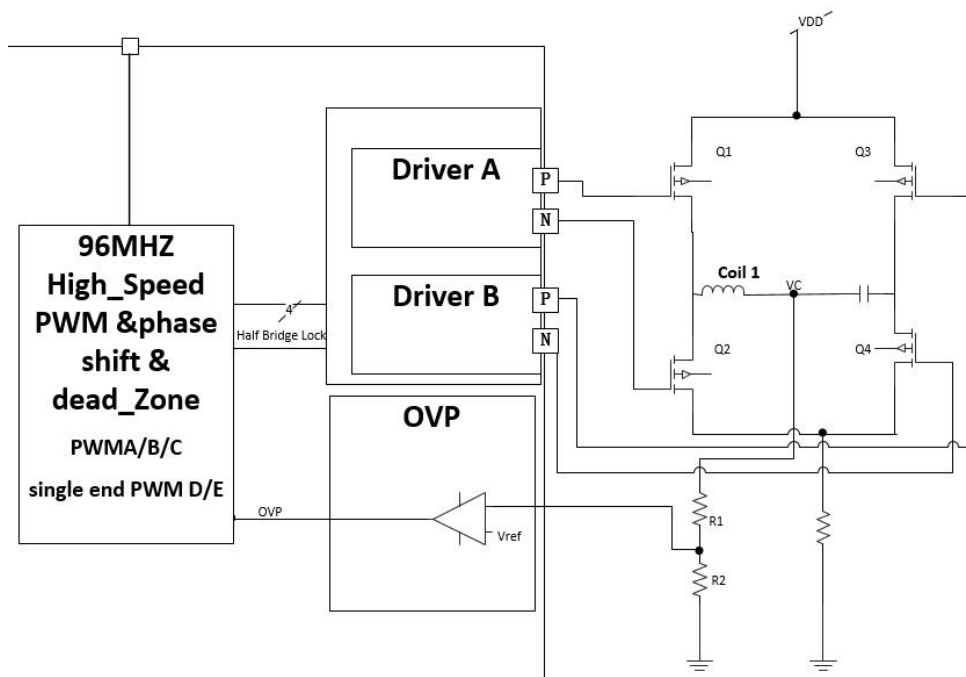 VDD
Driver A
P
N
Q1
Q3
96MHZ
High_Speed
PWM &phase
shift &
dead_Zone
PWMA/B/C
single end PWM D/E
4
Half Bridge Lock
Driver B
P
N
Coil 1
VC
Q2
Q4
OVP
OVP
Vref
R1
R2